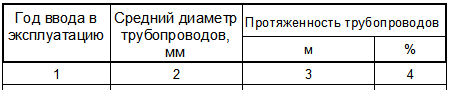 Год ввода в
эксплуатацию
Средний диаметр
трубопроводов,
мм
Протяженность трубопроводов
м
%
1
2
3
4